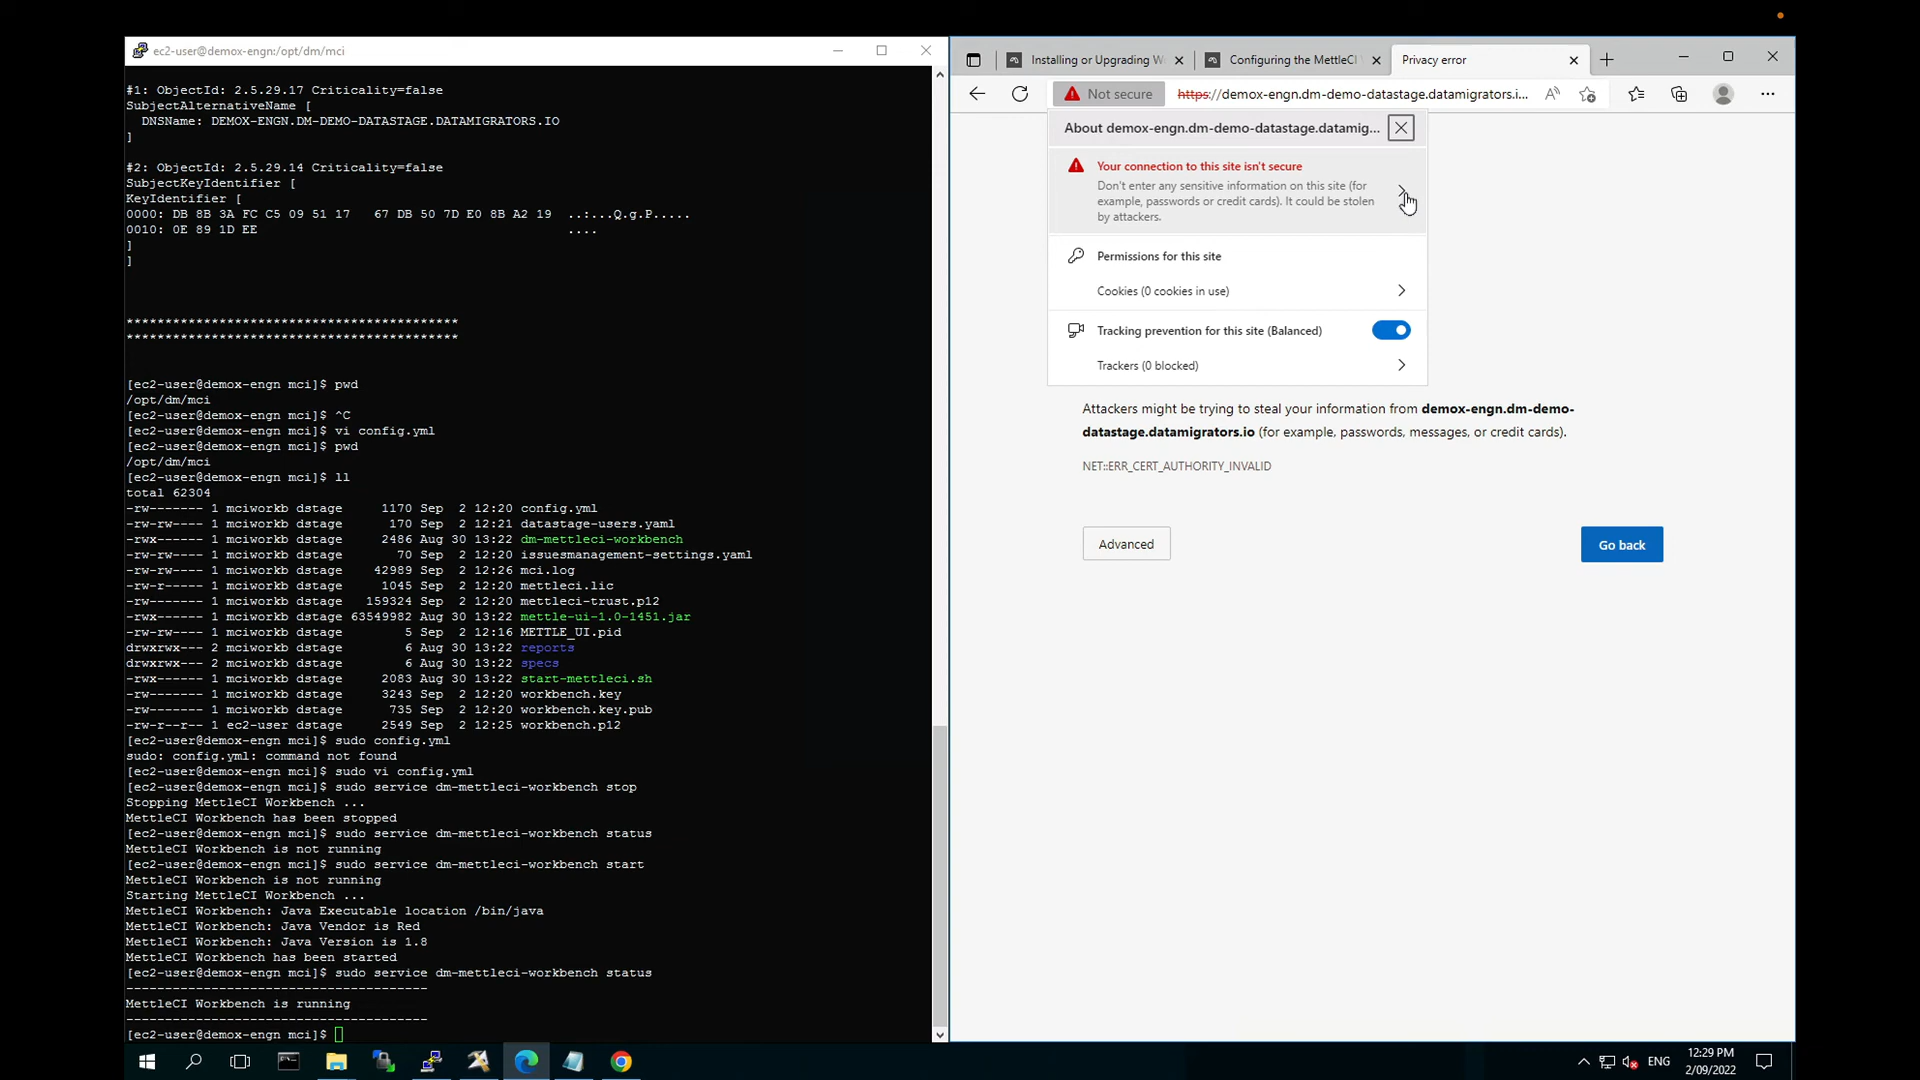 ec2-user@demox-engn:/opt/dm/mci
#1: ObjectId: 2.5.29.17 Criticality=false
SubjectAlternativeName [
DNSName: DEMOX-ENGN.DM-DEMO-DATASTAGE.DATAMIGRATORS.IO
]
#2: ObjectId: 2.5.29.14 Criticality=false
SubjectKeyIdentifier [
KeyIdentifier [
0000: DB 8B 3A FC C5 09 51 17   67 DB 50 7D E0 8B A2 19  ..:...Q.g.P.....
0010: 0E 89 1D EE                                        ....
]
]
*******************************************
*******************************************
[ec2-user@demox-engn mci]$ pwd
/opt/dm/mci
[ec2-user@demox-engn mci]$ ^C
[ec2-user@demox-engn mci]$ vi config.yml
[ec2-user@demox-engn mci]$ pwd
/opt/dm/mci
[ec2-user@demox-engn mci]$ ll
total 62304
-rw------- 1 mciworkb dstage     1170 Sep  2 12:20 config.yml
-rw-rw---- 1 mciworkb dstage      170 Sep  2 12:21 datastage-users.yaml
-rwx------ 1 mciworkb dstage     2486 Aug 30 13:22 dm-mettleci-workbench
-rw-rw---- 1 mciworkb dstage       70 Sep  2 12:20 issuesmanagement-settings.yaml
-rw-rw---- 1 mciworkb dstage    42989 Sep  2 12:26 mci.log
-rw-r----- 1 mciworkb dstage     1045 Sep  2 12:20 mettleci.lic
-rw------- 1 mciworkb dstage   159324 Sep  2 12:20 mettleci-trust.p12
-rwx------ 1 mciworkb dstage 63549982 Aug 30 13:22 mettle-ui-1.0-1451.jar
-rw-rw---- 1 mciworkb dstage        5 Sep  2 12:16 METTLE_UI.pid
drwxrwx--- 2 mciworkb dstage        6 Aug 30 13:22 reports
drwxrwx--- 2 mciworkb dstage        6 Aug 30 13:22 specs
-rwx------ 1 mciworkb dstage     2083 Aug 30 13:22 start-mettleci.sh
-rw------- 1 mciworkb dstage     3243 Sep  2 12:20 workbench.key
-rw------- 1 mciworkb dstage      735 Sep  2 12:20 workbench.key.pub
-rw-r--r-- 1 ec2-user dstage     2549 Sep  2 12:25 workbench.p12
[ec2-user@demox-engn mci]$ sudo config.yml
sudo: config.yml: command not found
[ec2-user@demox-engn mci]$ sudo vi config.yml
[ec2-user@demox-engn mci]$ sudo service dm-mettleci-workbench stop
Stopping MettleCI Workbench ...
MettleCI Workbench has been stopped
[ec2-user@demox-engn mci]$ sudo service dm-mettleci-workbench status
MettleCI Workbench is not running
[ec2-user@demox-engn mci]$ sudo service dm-mettleci-workbench start
MettleCI Workbench is not running
Starting MettleCI Workbench ...
MettleCI Workbench: Java Executable location /bin/java
MettleCI Workbench: Java Vendor is Red
MettleCI Workbench: Java Version is 1.8
MettleCI Workbench has been started
[ec2-user@demox-engn mci]$ sudo service dm-mettleci-workbench status
---------------------------------------
MettleCI Workbench is running
---------------------------------------
[ec2-user@demox-engn mci]$
Installing or Upgrading W
Configuring the MettleCI
Privacy error
Not secure
https://demox-engn.dm-demo-datastage.datamigrators.i...
About demox-engn.dm-demo-datastage.datamig...
Your connection to this site isn't secure
Don't enter any sensitive information on this site (for
example, passwords or credit cards). It could be stolen
by attackers.
Permissions for this site
Cookies (0 cookies in use)
Tracking prevention for this site (Balanced)
Trackers (0 blocked)
Attackers might be trying to steal your information from demox-engn.dm-demo-
datastage.datamigrators.io (for example, passwords, messages, or credit cards).
NET::ERR_CERT_AUTHORITY_INVALID
Advanced
Go back
ENG
12:29 PM
2/09/2022